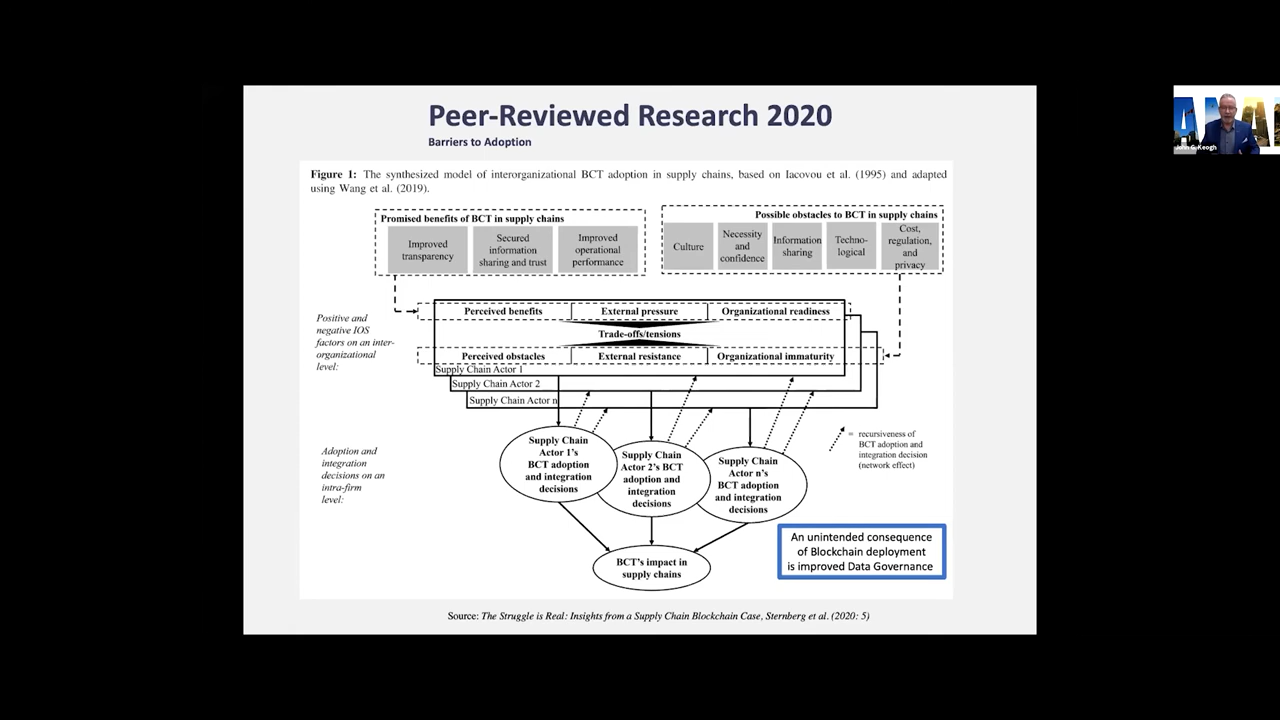 Peer-Reviewed Research 2020
Barriers to Adoption
Figure 1: The synthesized model of interorganizational BCT adoption in supply chains, based on Iacovou et al. (1995) and adapted
using Wang et al. (2019).
Promised benefits of BCT in supply chains
Improved
transparency
Secured
information
sharing and trust
Improved
operational
performance
Possible obstacles to BCT in supply chains
Culture
Necessity
and
confidence
Information
sharing
Techno-
logical
Cost,
regulation,
and
privacy
Positive and
negative IOS
factors on an inter-
organizational
level:
Perceived benefits
External pressure
Organizational readiness
Trade-offs/tensions
Perceived obstacles
External resistance
Organizational immaturity
Supply Chain Actor 1
Supply Chain Actor 2
Supply Chain Actor n
Adoption and
integration
decisions on an
intra-firm
level:
Supply Chain
Actor 1's
BCT adoption
and integration
decisions
Supply Chain
Actor 2's BCT
adoption and
integration
decisions
Supply Chain
Actor n's
BCT adoption
and integration
decisions
= recursiveness of
BCT adoption and
integration decision
(network effect)
BCT's impact in
supply chains
An unintended consequence
of Blockchain deployment
is improved Data Governance
Source: The Struggle is Real: Insights from a Supply Chain Blockchain Case, Sternberg et al. (2020: 5)
John G. Keogh